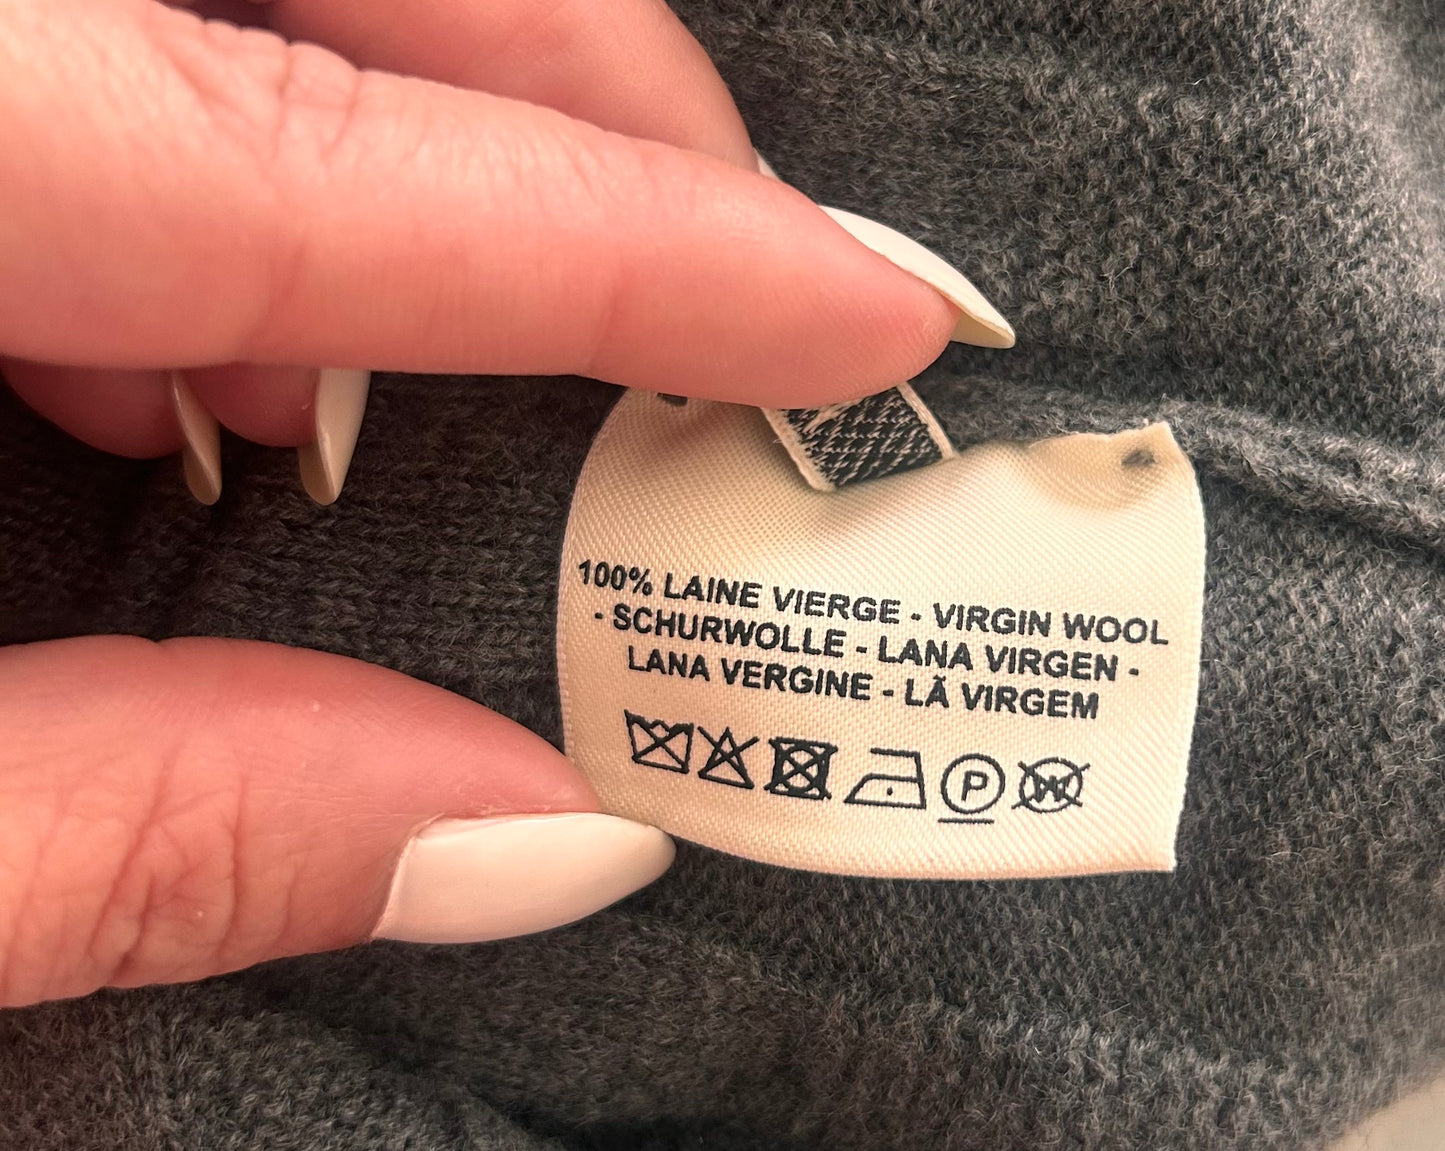 100% LAINE VIERGE - VIRGIN WOOL
- SCHURWOLLE - LANA VIRGEN -
LANA VERGINE - LÃ VIRGEM
P W